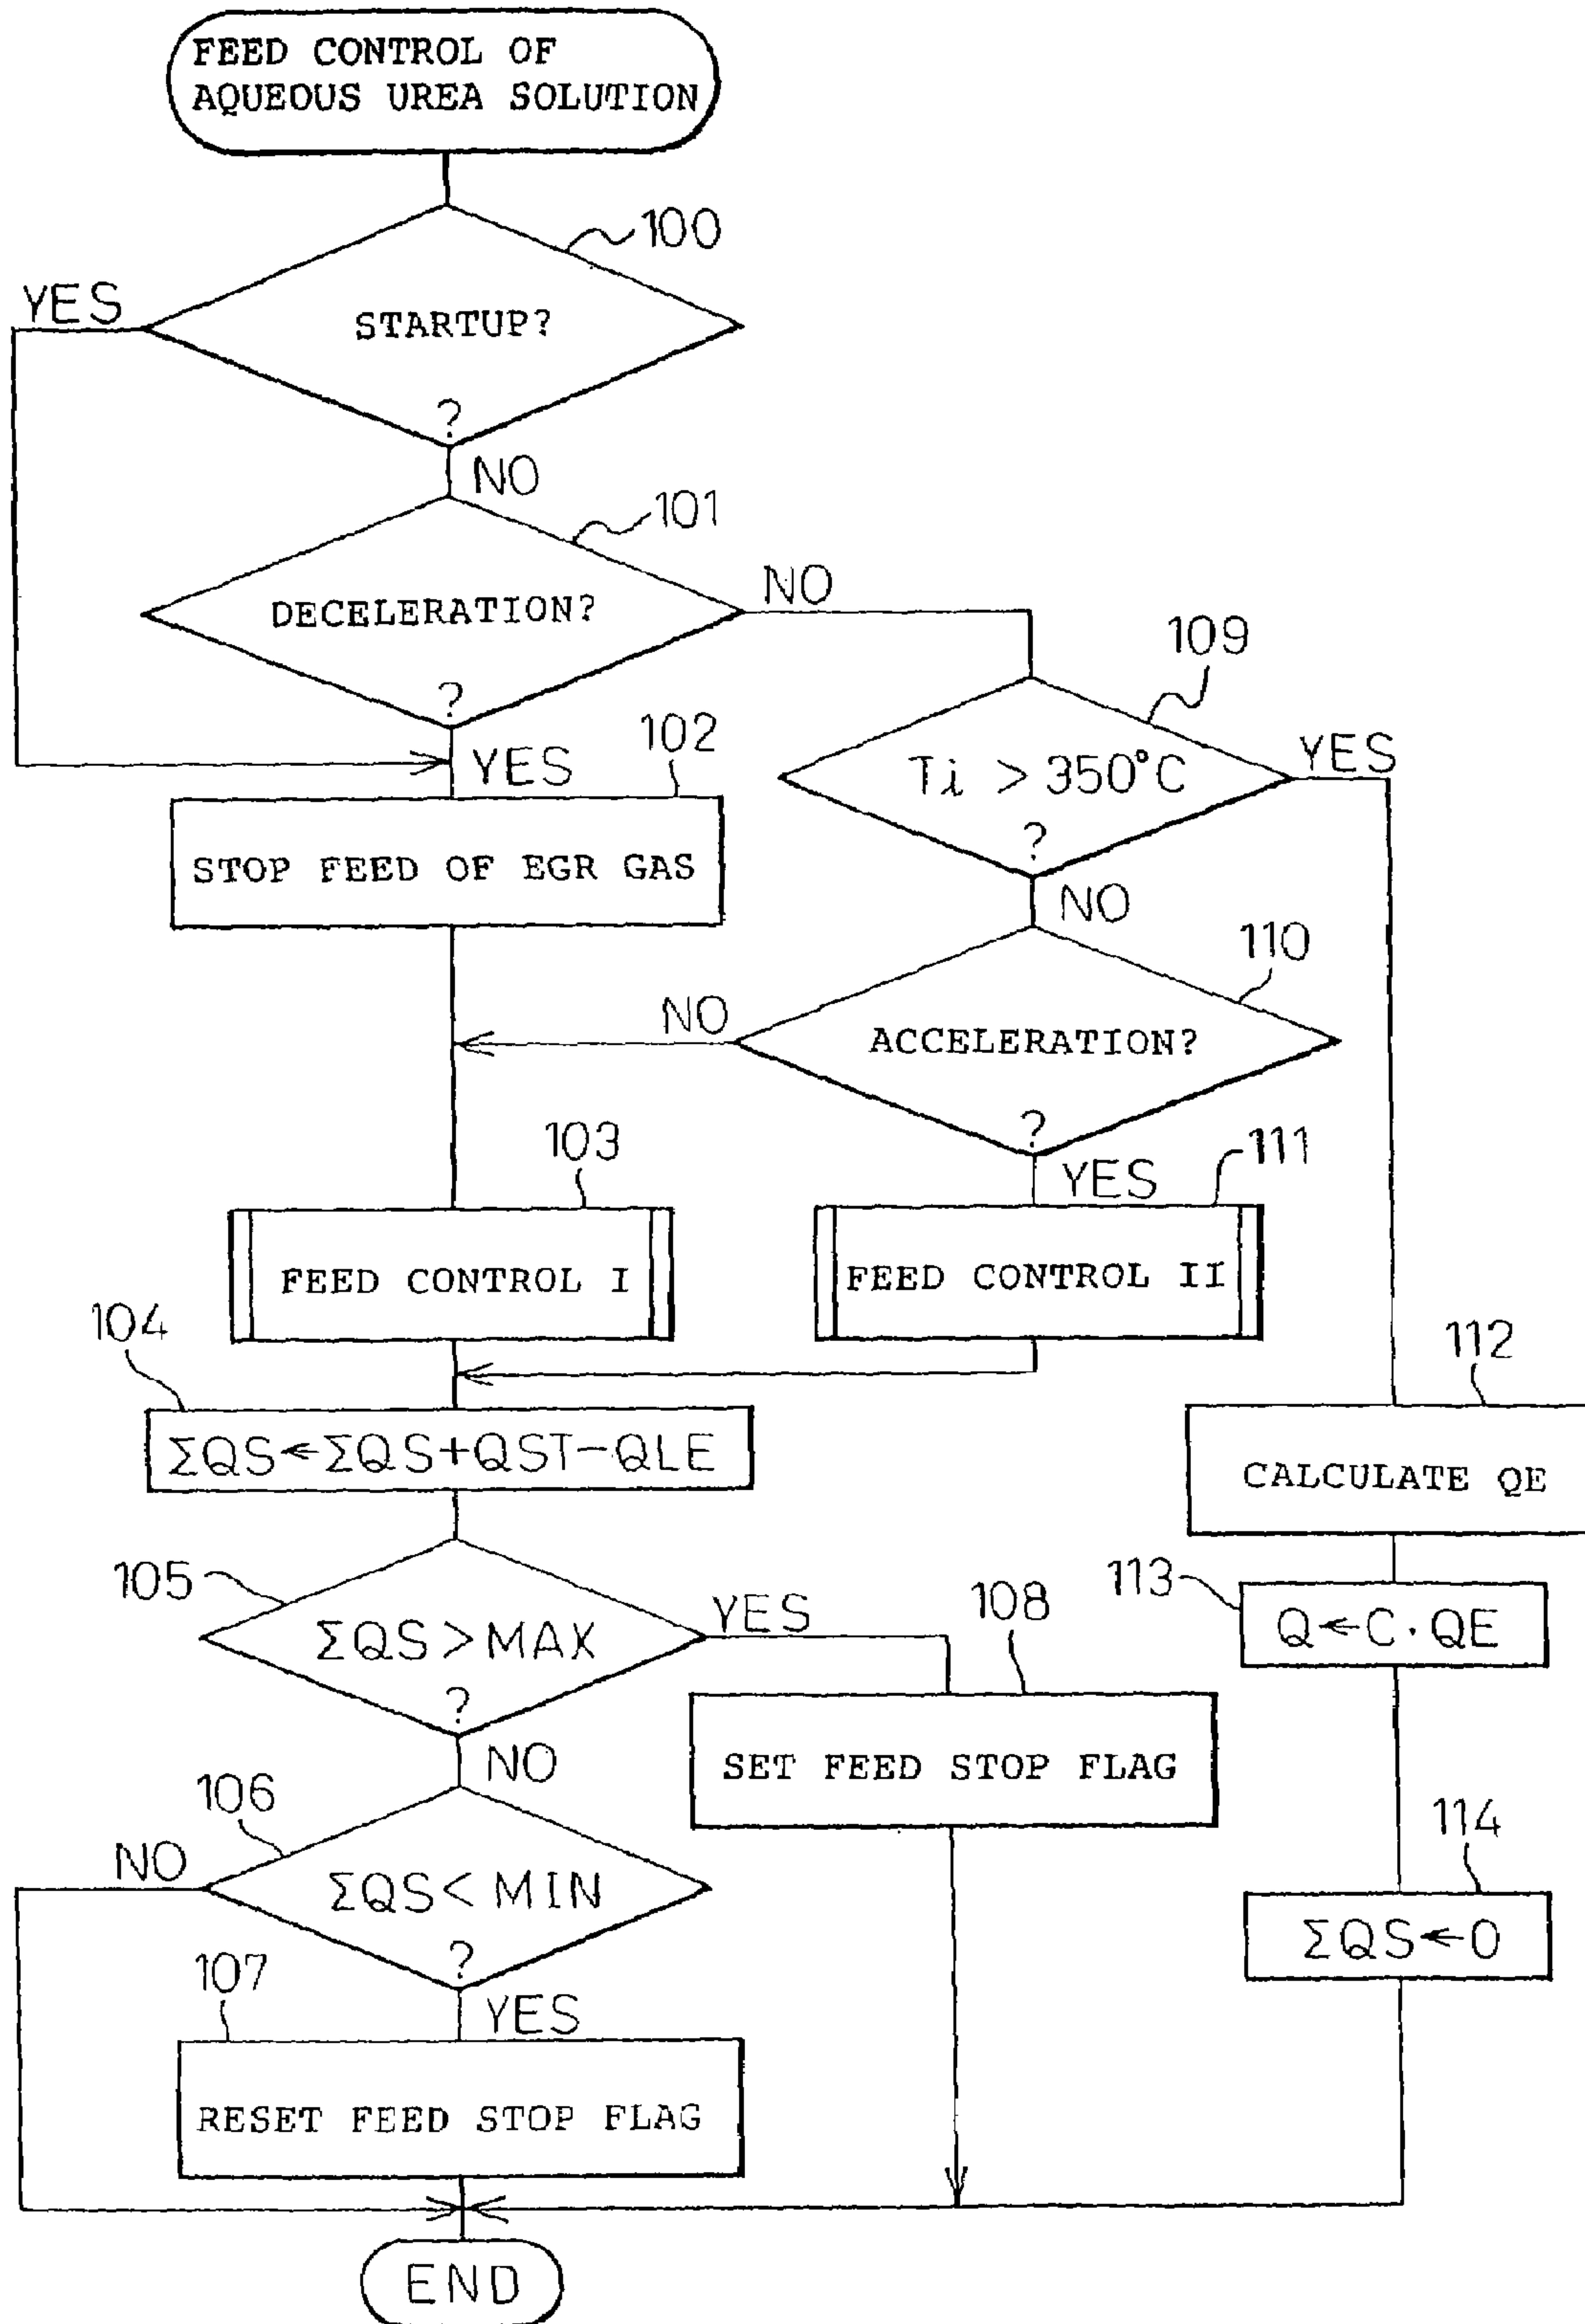 FEED CONTROL OF
AQUEOUS UREA SOLUTION
100
YES
STARTUP?
?
NO
101
NO
DECELERATION?
?
109
YES
102
Ti > 350°C
YES
?
STOP FEED OF EGR GAS
NO
110
NO
ACCELERATION?
?
103
YES
111
FEED CONTROL I
FEED CONTROL II
104
112
ΣQS←ΣQS+QST−QLE
CALCULATE QE
105
ΣQS>MAX
YES
?
108
113
Q←C·QE
NO
SET FEED STOP FLAG
106
NO
ΣQS<MIN
?
114
ΣQS←0
107
YES
RESET FEED STOP FLAG
END